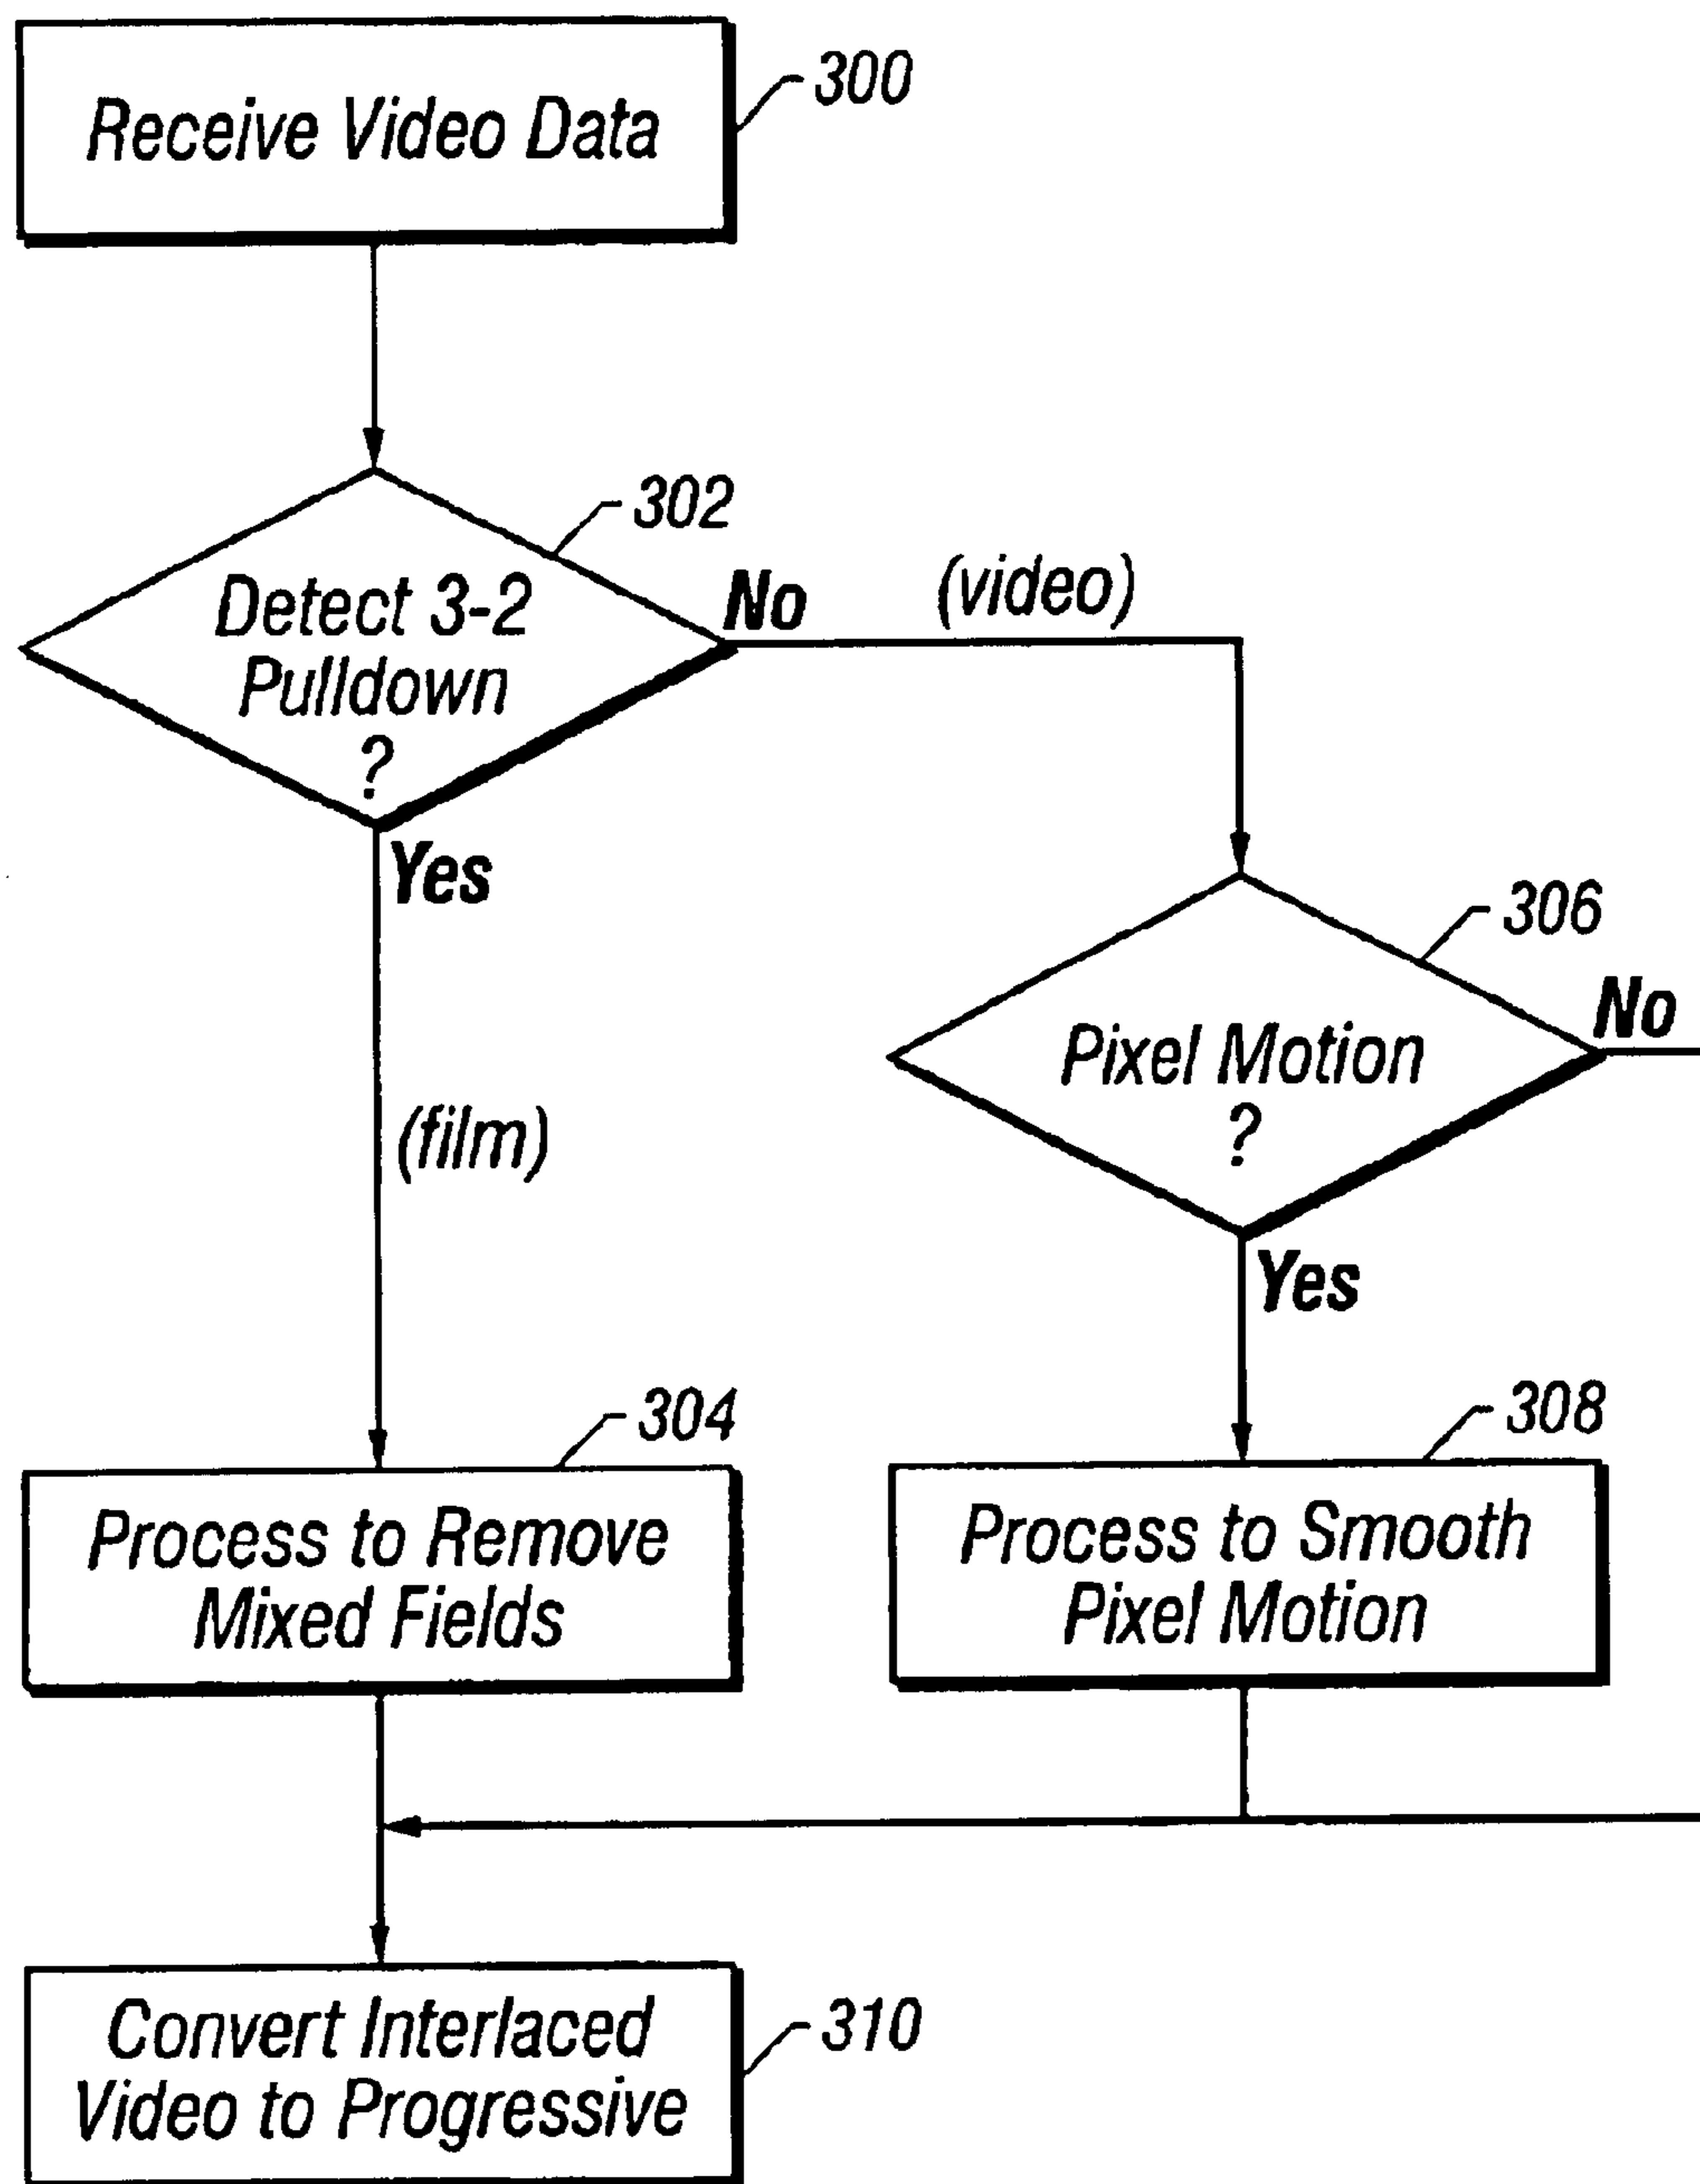 Receive Video Data
300
302
Detect 3-2
Pulldown
?
No
(video)
Yes
306
Pixel Motion
?
No
Yes
(film)
304
Process to Remove
Mixed Fields
308
Process to Smooth
Pixel Motion
Convert Interlaced
Video to Progressive
310